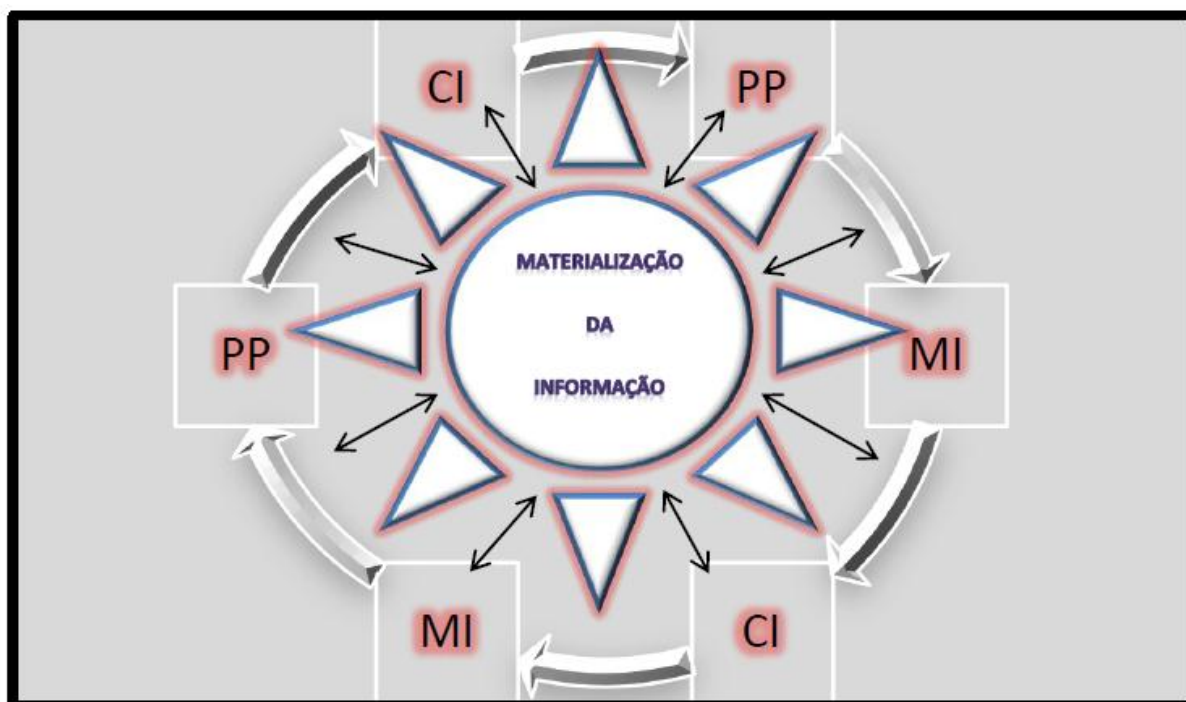 CI
PP
MATERIALIZAÇÃO
DA
INFORMAÇÃO
PP
MI
MI
CI